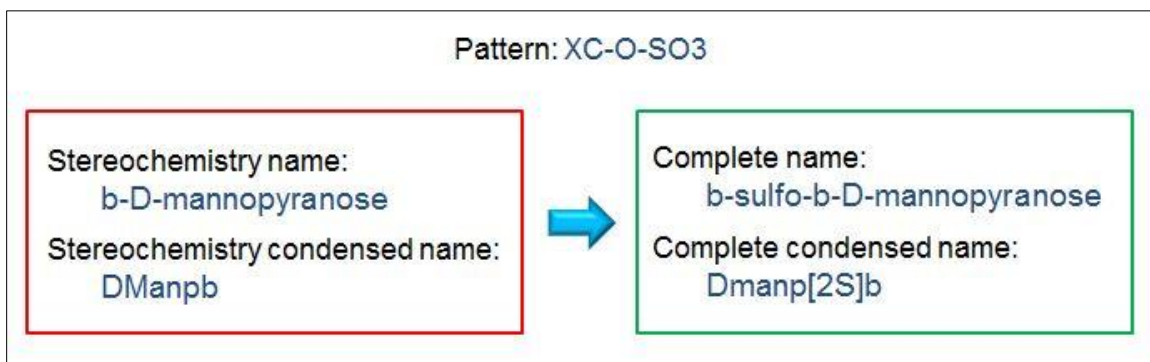 Pattern: XC-O-SO3
Stereochemistry name:
b-D-mannopyranose
Stereochemistry condensed name:
DManpb
Complete name:
b-sulfo-b-D-mannopyranose
Complete condensed name:
Dmanp[2S]b